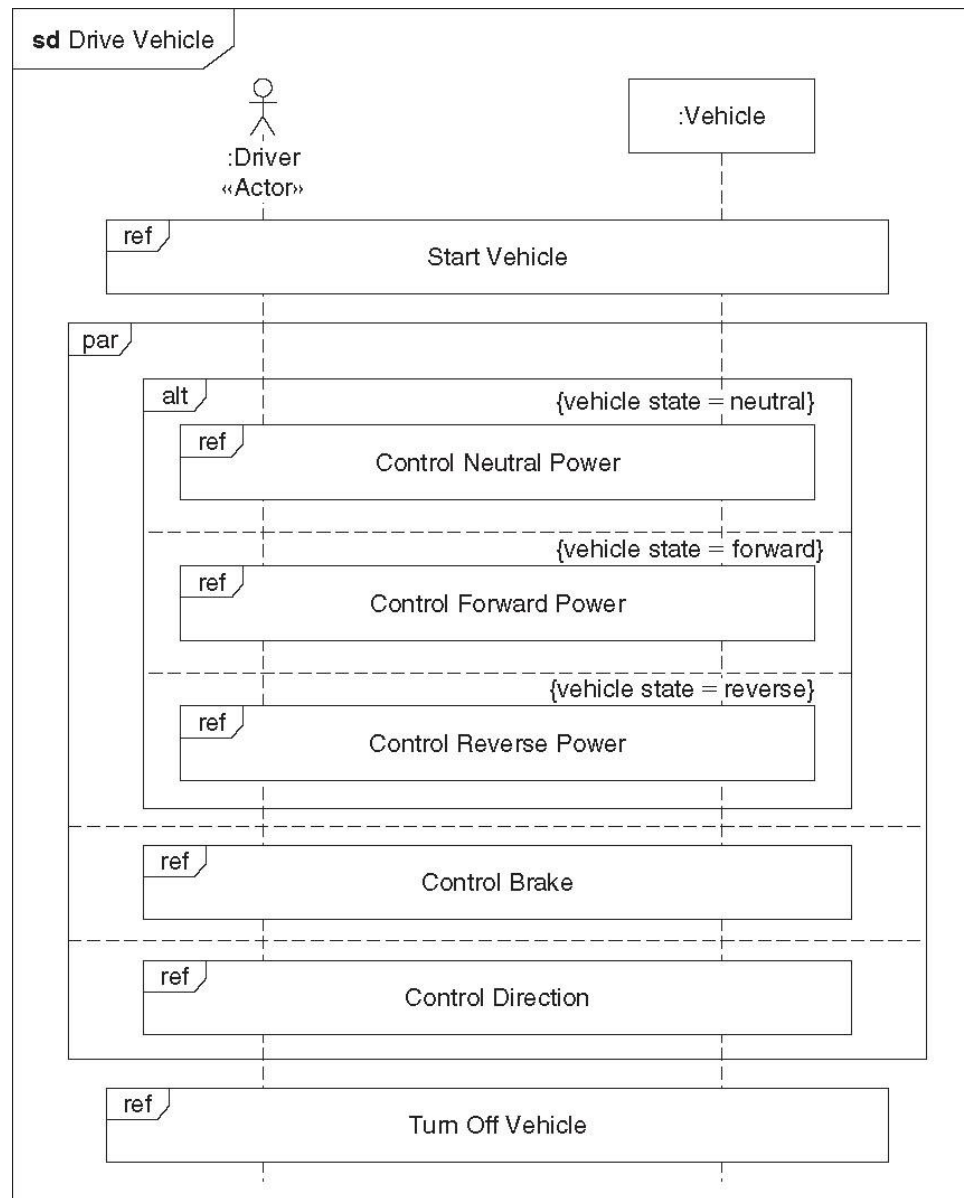 sd Drive Vehicle
:Driver
«Actor»
:Vehicle
ref
Start Vehicle
par
alt
{vehicle state = neutral}
ref
Control Neutral Power
{vehicle state = forward}
ref
Control Forward Power
{vehicle state = reverse}
ref
Control Reverse Power
ref
Control Brake
ref
Control Direction
ref
Turn Off Vehicle